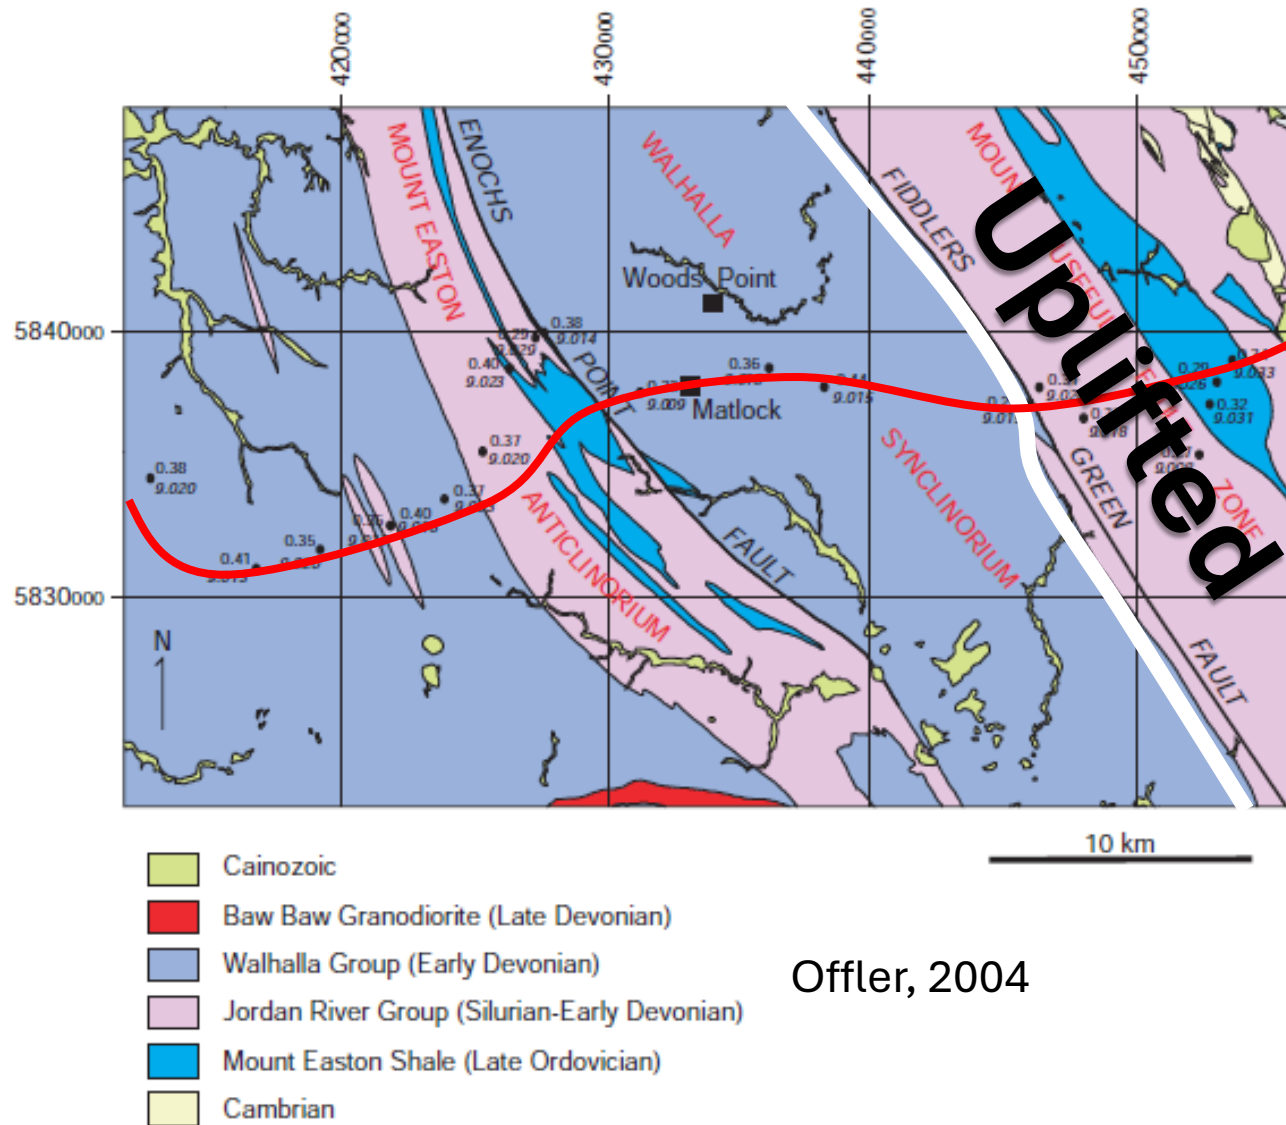 420000
430000
440000
450000
MOUNT EASTON
ENOCHS
WALHALLA
FIDDLERS
Uplifted
Woods Point
5840000
0.38
9.014
0.40
9.023
POINT
0.36
Matlock
9.009
9.015
0.32
9.031
9.033
0.37
9.020
0.38
9.020
SYNCLINORIUM
GREEN
ZONE
0.40
0.35
0.41
ANTICLINORIUM
FAULT
5830000
N
FAULT
10 km
Cainozoic
Baw Baw Granodiorite (Late Devonian)
Walhalla Group (Early Devonian)
Offler, 2004
Jordan River Group (Silurian-Early Devonian)
Mount Easton Shale (Late Ordovician)
Cambrian